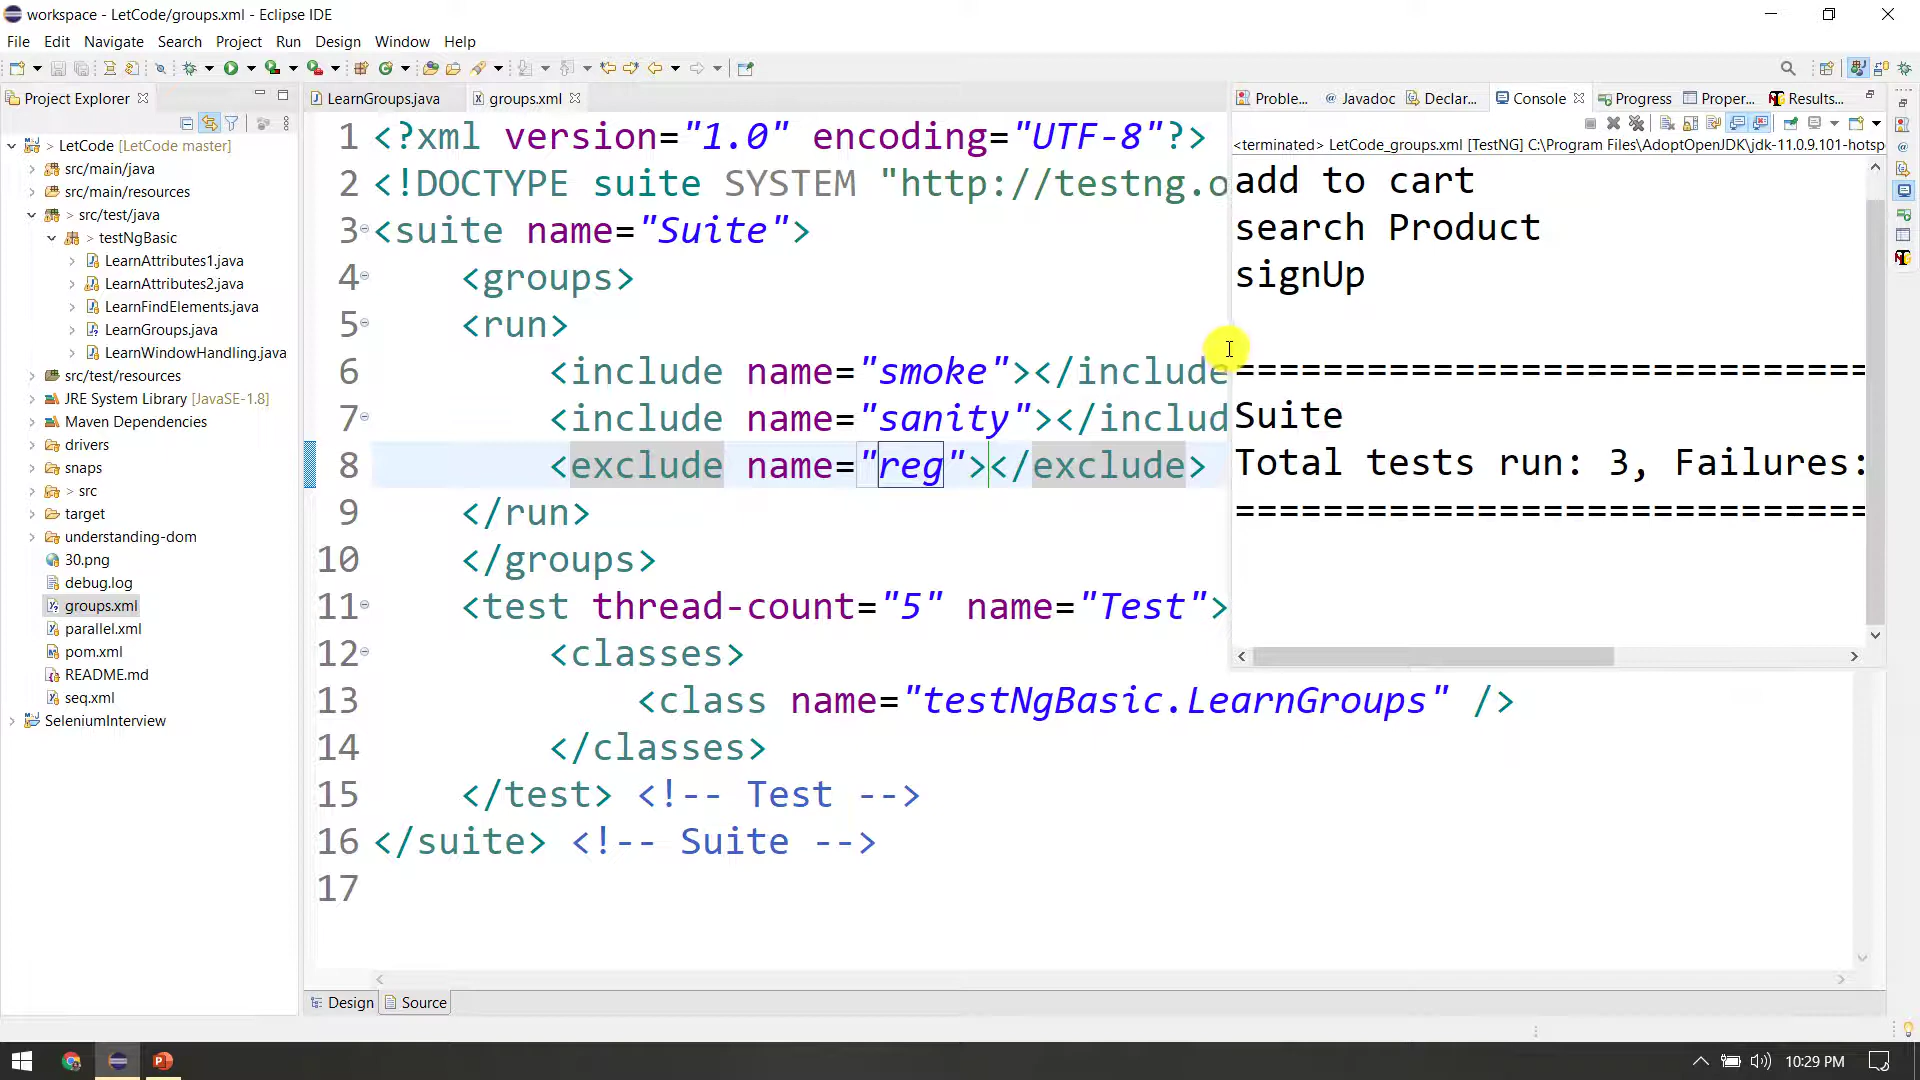 workspace - LetCode/groups.xml - Eclipse IDE
File Edit Navigate Search Project Run Design Window Help
Project Explorer
LearnGroups.java groups.xml
Proble... @ Javadoc Declar... Console Progress Proper... Results...
<terminated> LetCode_groups.xml [TestNG] C:\Program Files\AdoptOpenJDK\jdk-11.0.9.101-hotsp
> LetCode [LetCode master]
src/main/java
src/main/resources
> src/test/java
> testNgBasic
LearnAttributes1.java
LearnAttributes2.java
LearnFindElements.java
LearnGroups.java
LearnWindowHandling.java
src/test/resources
JRE System Library [JavaSE-1.8]
Maven Dependencies
drivers
snaps
> src
target
understanding-dom
30.png
debug.log
groups.xml
parallel.xml
pom.xml
README.md
seq.xml
SeleniumInterview
1 <?xml version="1.0" encoding="UTF-8"?>
2 <!DOCTYPE suite SYSTEM "http://testng.o
3 <suite name="Suite">
4 <groups>
5 <run>
6 <include name="smoke"></include
7 <include name="sanity"></includ
8 <exclude name="reg"></exclude>
9 </run>
10 </groups>
11 <test thread-count="5" name="Test">
12 <classes>
13 <class name="testNgBasic.LearnGroups" />
14 </classes>
15 </test> <!-- Test -->
16 </suite> <!-- Suite -->
17
add to cart
search Product
signUp
=============================
Suite
Total tests run: 3, Failures:
=============================
Design Source
10:29 PM